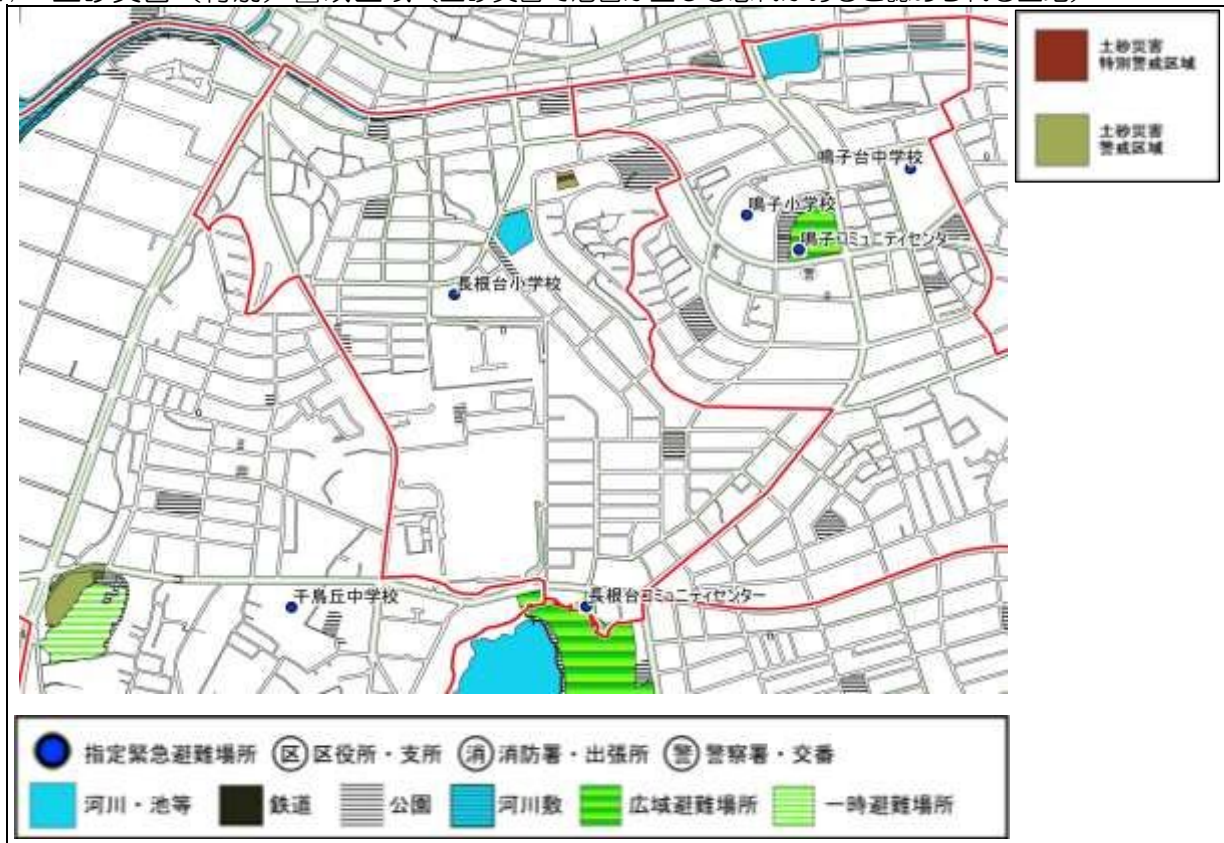 土砂災害
特別警戒区域
土砂災害
警戒区域
鳴子台中学校
鳴子小学校
鳴子コミュニティセンター
長根台小学校
千鳥丘中学校
長根台コミュニティセンター
指定緊急避難場所
区 区役所・支所
消 消防署・出張所
警 警察署・交番
河川・池等
鉄道
公園
河川敷
広域避難場所
一時避難場所